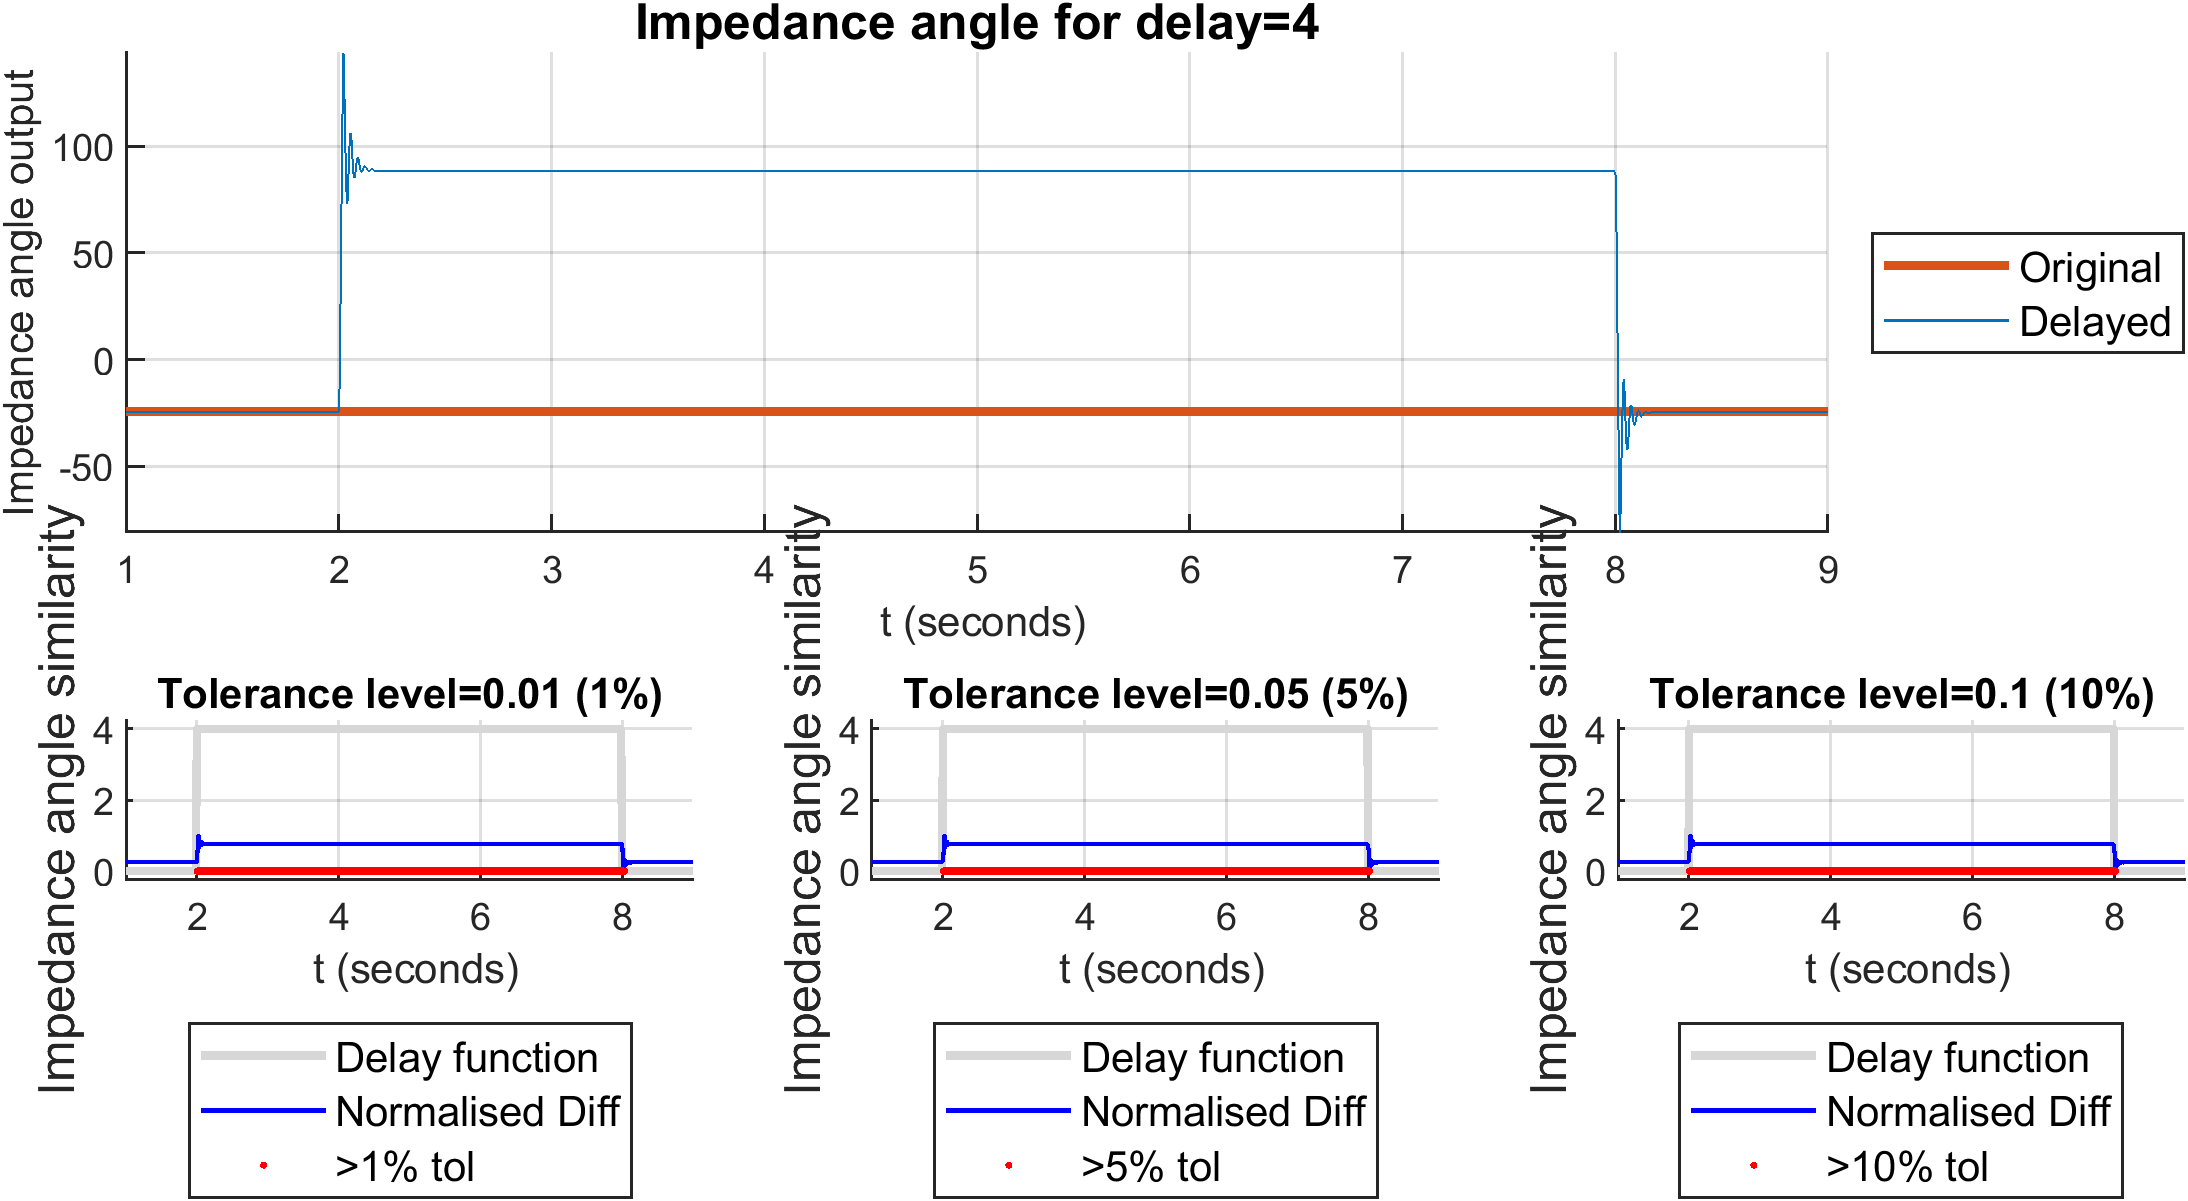 Impedance angle for delay=4
Impedance angle output
100
50
0
-50
1 2 3 4 5 6 7 8 9
t (seconds)
Original
Delayed
Impedance angle similarity
Tolerance level=0.01 (1%)
4
2
0
2 4 6 8
t (seconds)
Delay function
Normalised Diff
>1% tol
Impedance angle similarity
Tolerance level=0.05 (5%)
4
2
0
2 4 6 8
t (seconds)
Delay function
Normalised Diff
>5% tol
Impedance angle similarity
Tolerance level=0.1 (10%)
4
2
0
2 4 6 8
t (seconds)
Delay function
Normalised Diff
>10% tol